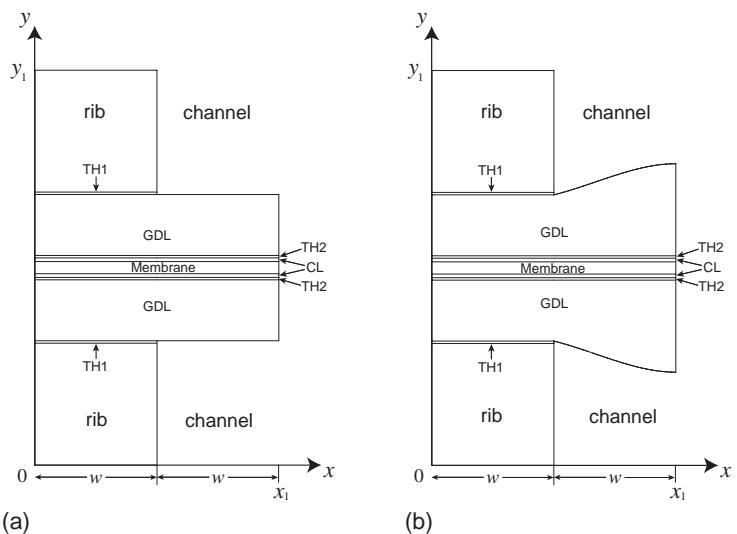 y
y1
rib
channel
TH1
GDL
TH2
Membrane
CL
TH2
GDL
TH1
rib
channel
0
w
w
x
x1
(a)
y
y1
rib
channel
TH1
GDL
TH2
Membrane
CL
TH2
GDL
TH1
rib
channel
0
w
w
x
x1
(b)